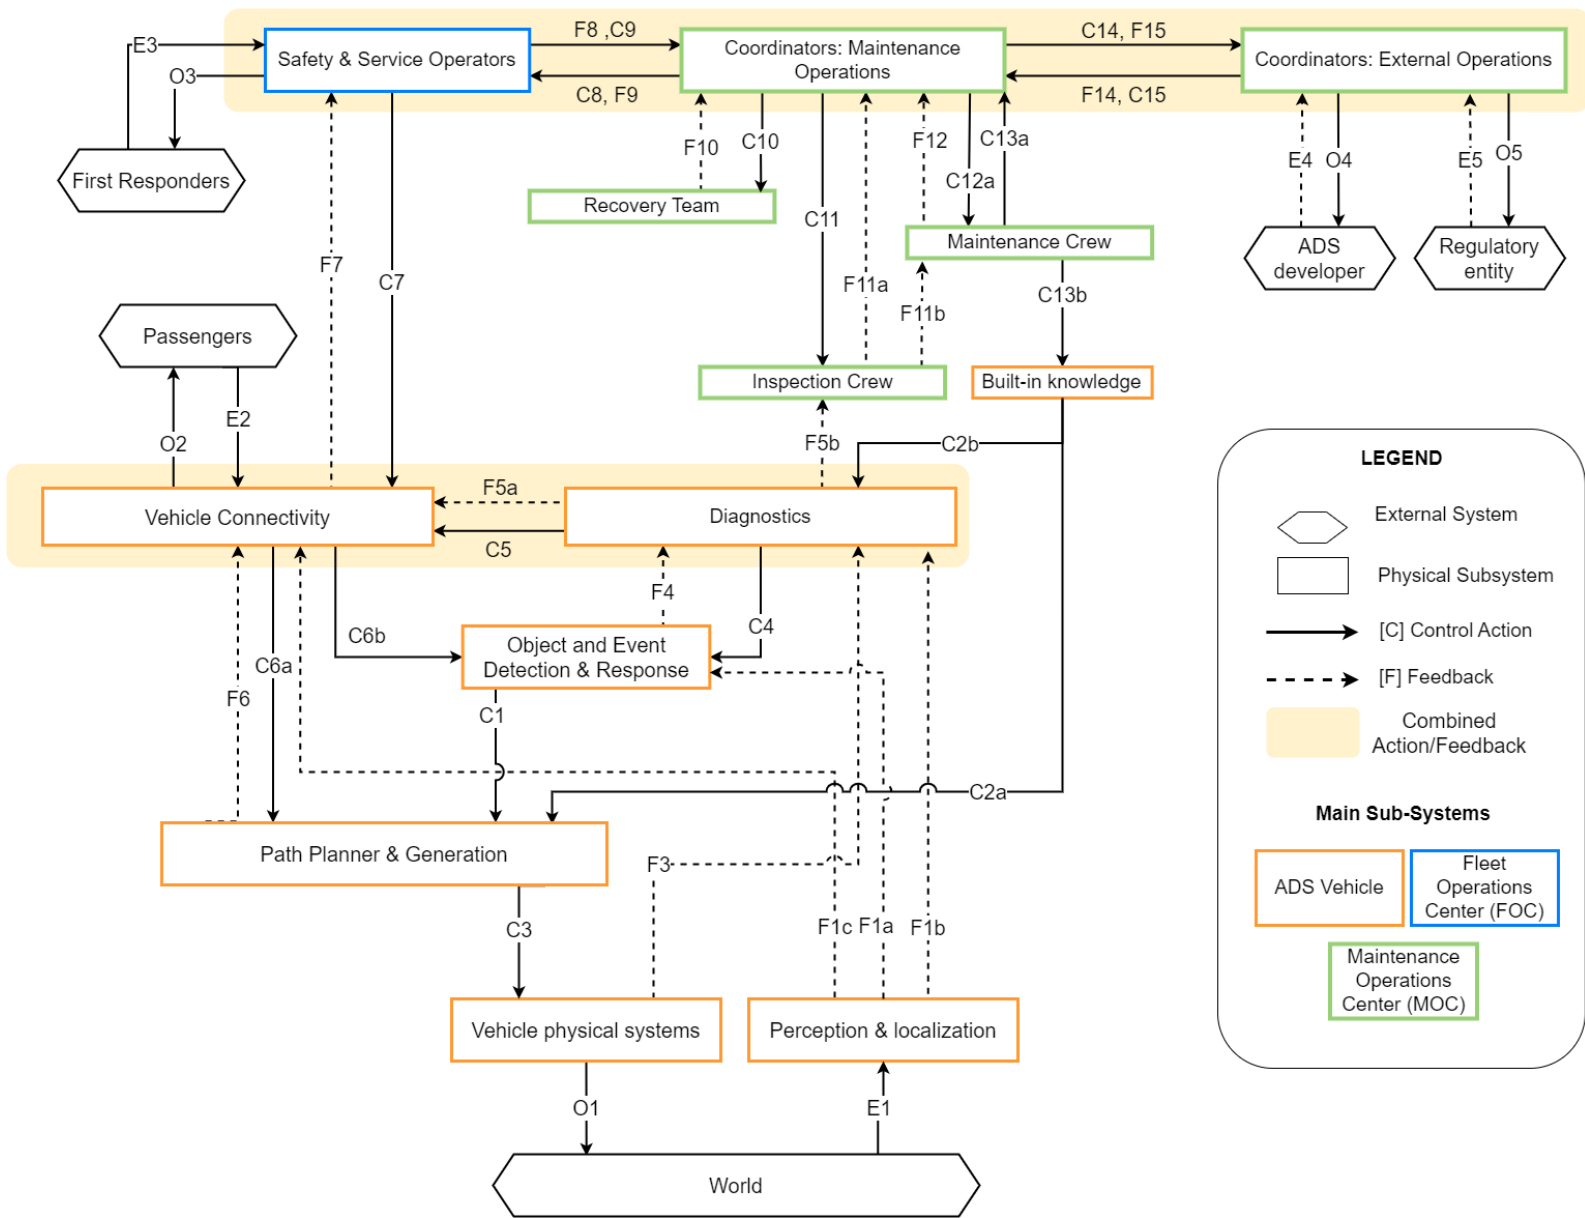 E3
F8 ,C9
C14, F15
Safety & Service Operators
Coordinators: Maintenance
Operations
Coordinators: External Operations
O3
C8, F9
F14, C15
F10
C10
F12
C13a
E4
O4
E5
O5
First Responders
C12a
Recovery Team
C11
Maintenance Crew
ADS
developer
Regulatory
entity
F7
C7
F11a
F11b
C13b
Passengers
Inspection Crew
Built-in knowledge
E2
O2
F5b
C2b
F5a
Vehicle Connectivity
Diagnostics
C5
F4
C4
C6b
C6a
Object and Event
Detection & Response
F6
C1
C2a
Path Planner & Generation
F3
C3
F1c
F1a
F1b
Vehicle physical systems
Perception & localization
O1
E1
World
LEGEND
External System
Physical Subsystem
[C] Control Action
[F] Feedback
Combined
Action/Feedback
Main Sub-Systems
ADS Vehicle
Fleet
Operations
Center (FOC)
Maintenance
Operations
Center (MOC)